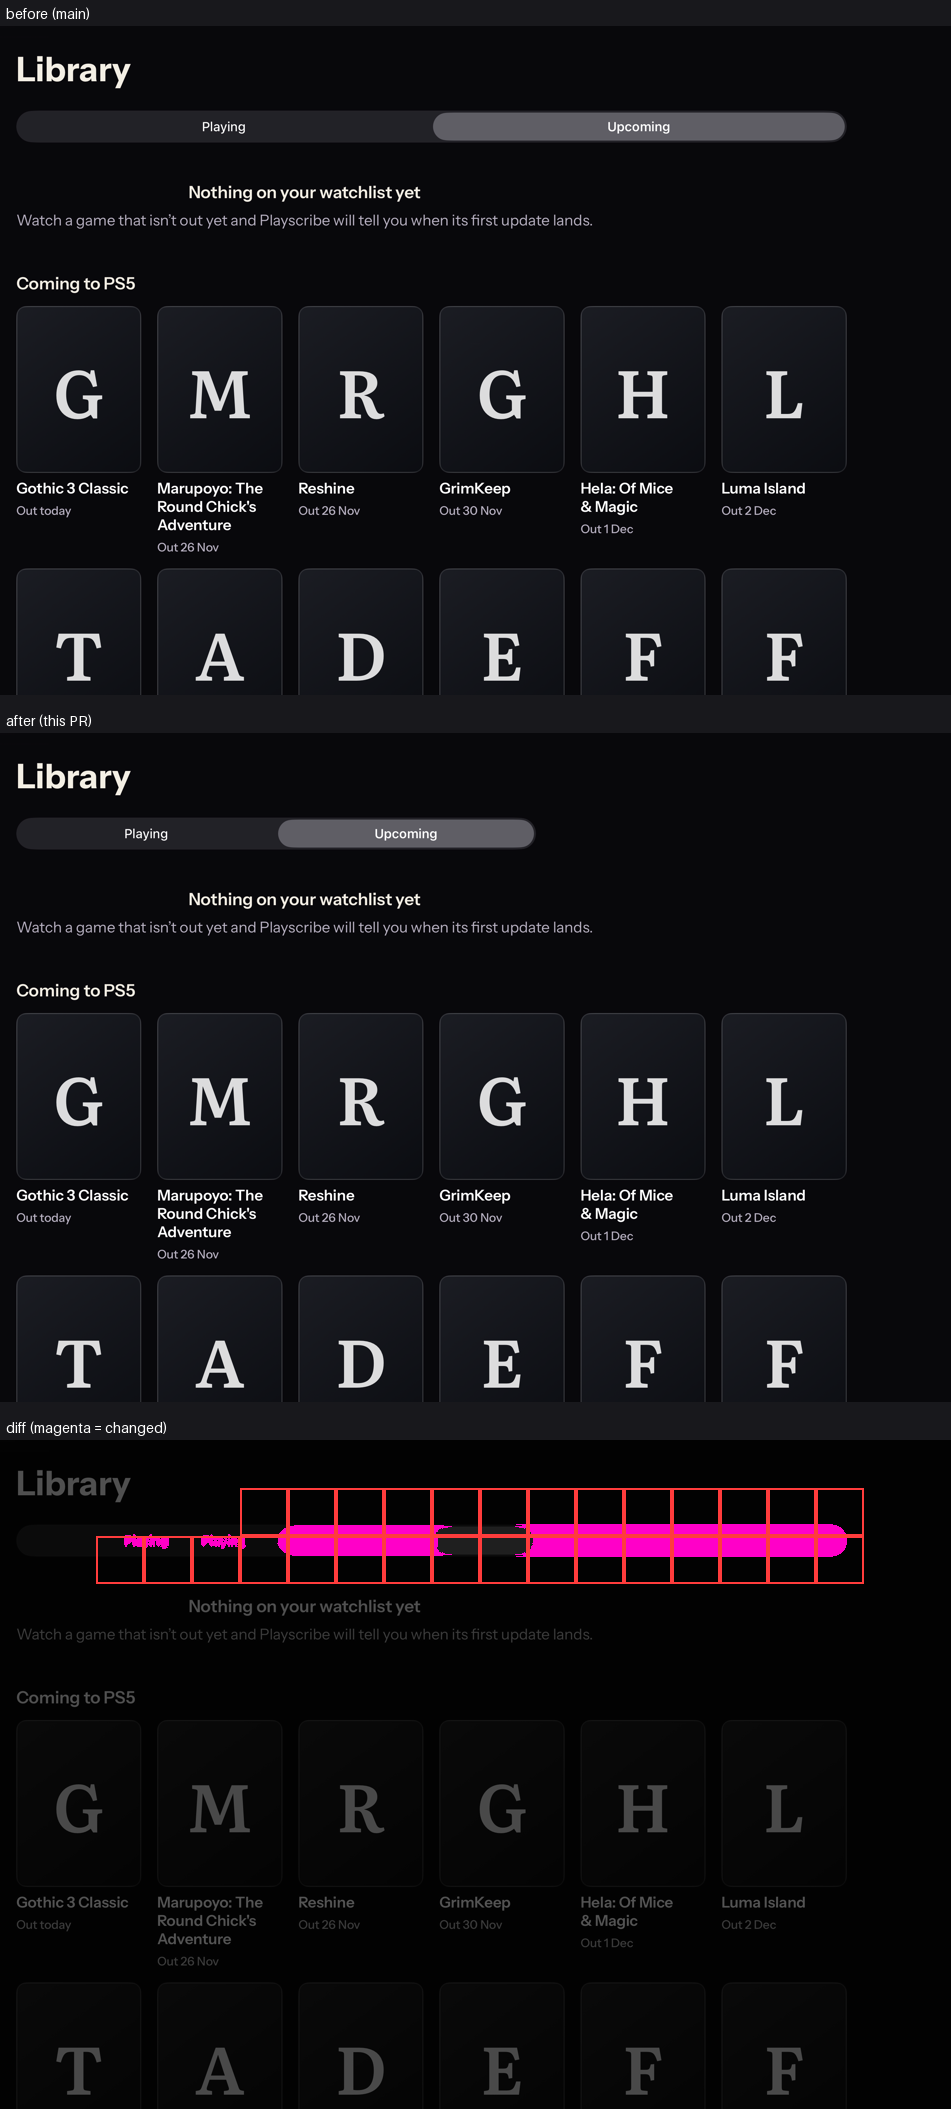 before (main)
Library
Playing Upcoming
Nothing on your watchlist yet
Watch a game that isn’t out yet and Playscribe will tell you when its first update lands.
Coming to PS5
G M R G H L
Gothic 3 Classic Marupoyo: The Reshine GrimKeep Hela: Of Mice Luma Island
Out today Round Chick's Out 26 Nov Out 30 Nov & Magic Out 2 Dec
Adventure Out 1 Dec
Out 26 Nov
T A D E F F
after (this PR)
Library
Playing Upcoming
Nothing on your watchlist yet
Watch a game that isn’t out yet and Playscribe will tell you when its first update lands.
Coming to PS5
G M R G H L
Gothic 3 Classic Marupoyo: The Reshine GrimKeep Hela: Of Mice Luma Island
Out today Round Chick's Out 26 Nov Out 30 Nov & Magic Out 2 Dec
Adventure Out 1 Dec
Out 26 Nov
T A D E F F
diff (magenta = changed)
Library
Playing Playing
Nothing on your watchlist yet
Watch a game that isn’t out yet and Playscribe will tell you when its first update lands.
Coming to PS5
G M R G H L
Gothic 3 Classic Marupoyo: The Reshine GrimKeep Hela: Of Mice Luma Island
Out today Round Chick's Out 26 Nov Out 30 Nov & Magic Out 2 Dec
Adventure Out 1 Dec
Out 26 Nov
T A D E F F